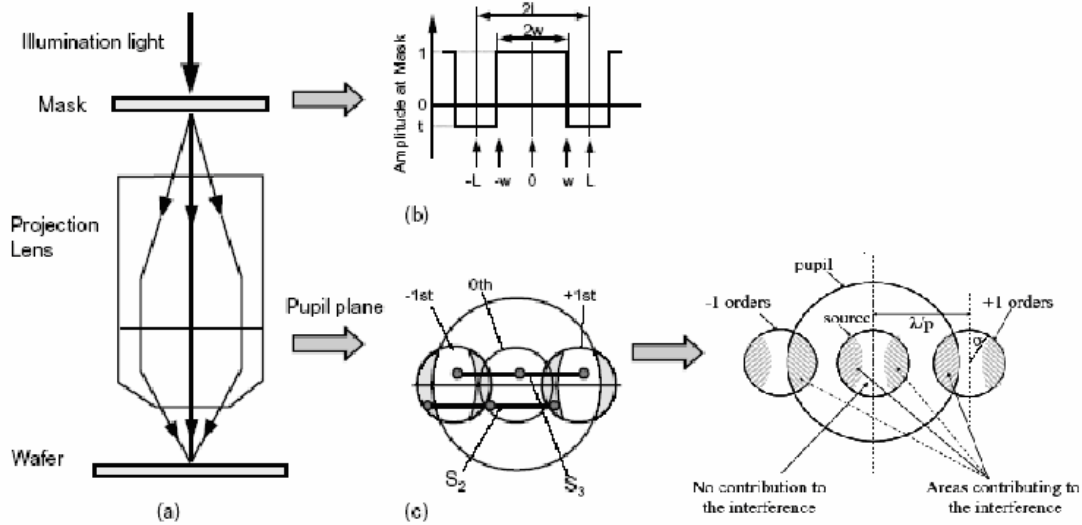 Illumination light
Mask
Projection
Lens
Pupil plane
Wafer
(a)
2l
2w
Amplitude at Mask
1
0
t
-L
-w
0
w
L
(b)
-1st
0th
+1st
S2
S3
(c)
pupil
-1 orders
source
+1 orders
λ/p
σ
No contribution to
the interference
Areas contributing to
the interference